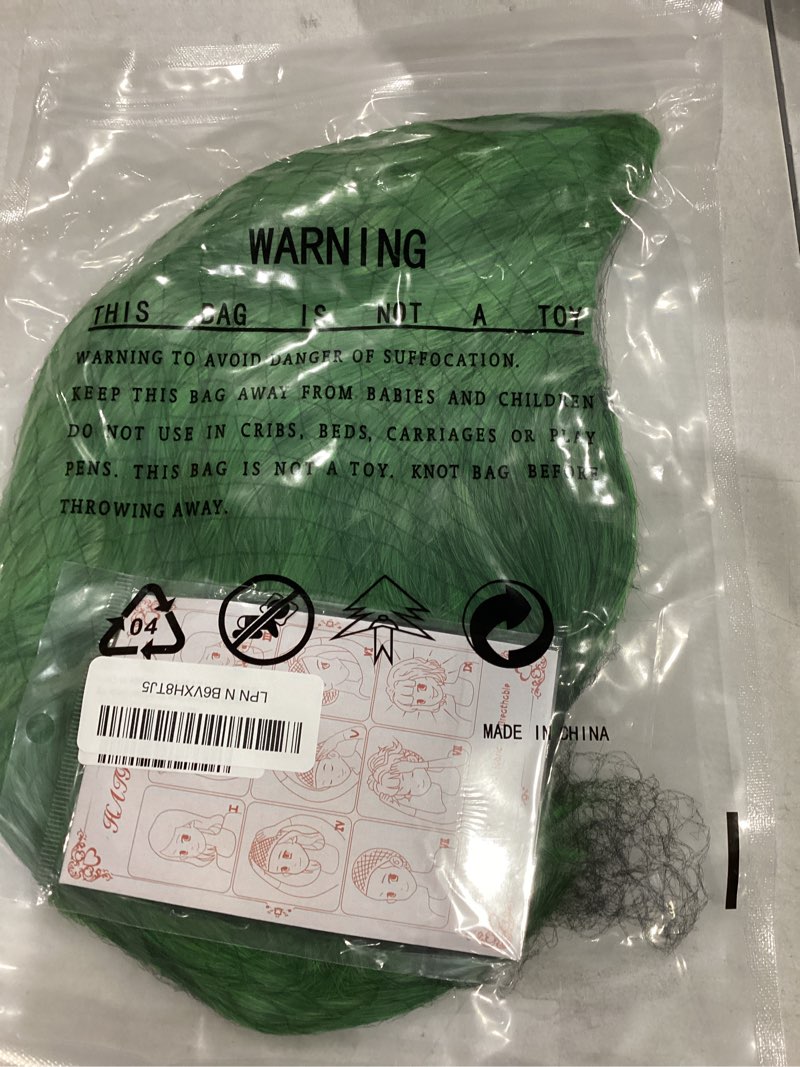 WARNING
THIS BAG IS NOT A TOY
WARNING TO AVOID DANGER OF SUFFOCATION.
KEEP THIS BAG AWAY FROM BABIES AND CHILDREN
DO NOT USE IN CRIBS, BEDS, CARRIAGES OR PLAY
PENS. THIS BAG IS NOT A TOY. KNOT BAG BEFORE
THROWING AWAY.
04
LPN N B6VXH8TJ5
MADE IN CHINA
I
IV
V